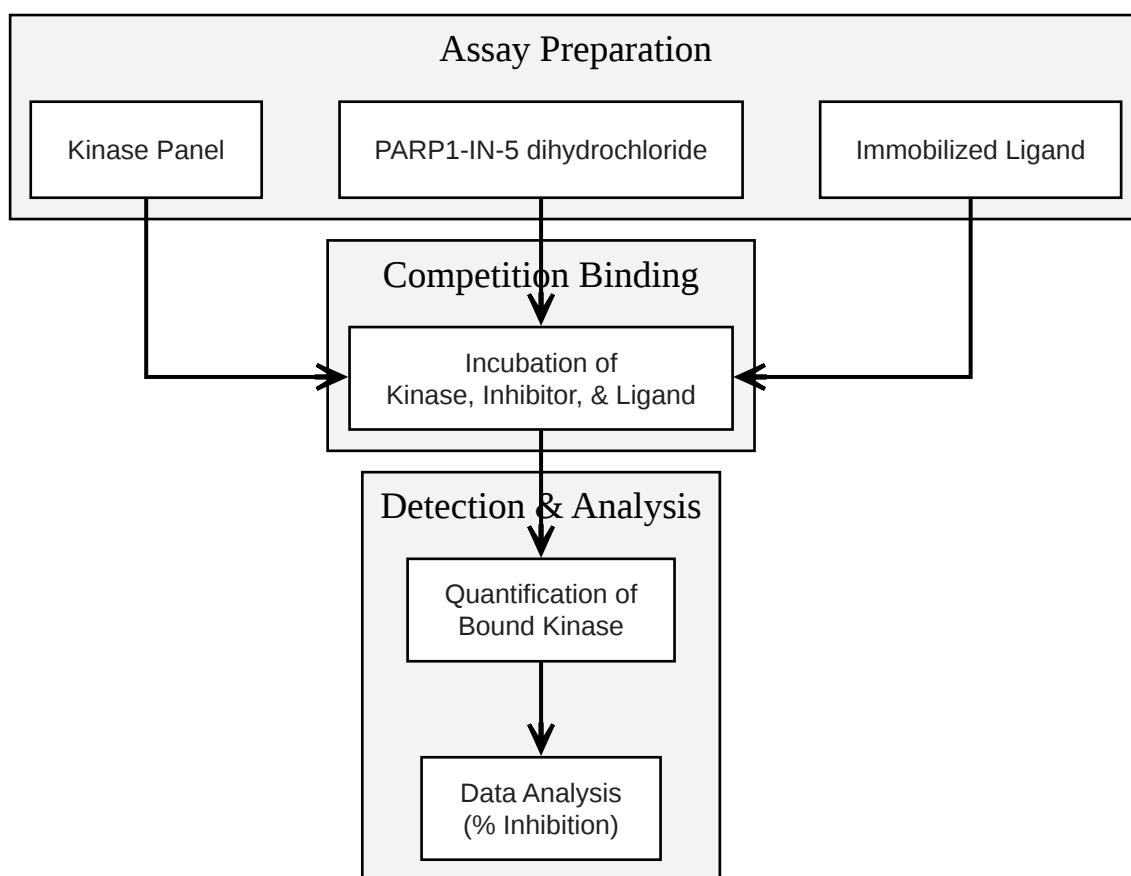 Assay Preparation
Kinase Panel
PARP1-IN-5 dihydrochloride
Immobilized Ligand
Competition Binding
Incubation of
Kinase, Inhibitor, & Ligand
Detection & Analysis
Quantification of
Bound Kinase
Data Analysis
(% Inhibition)